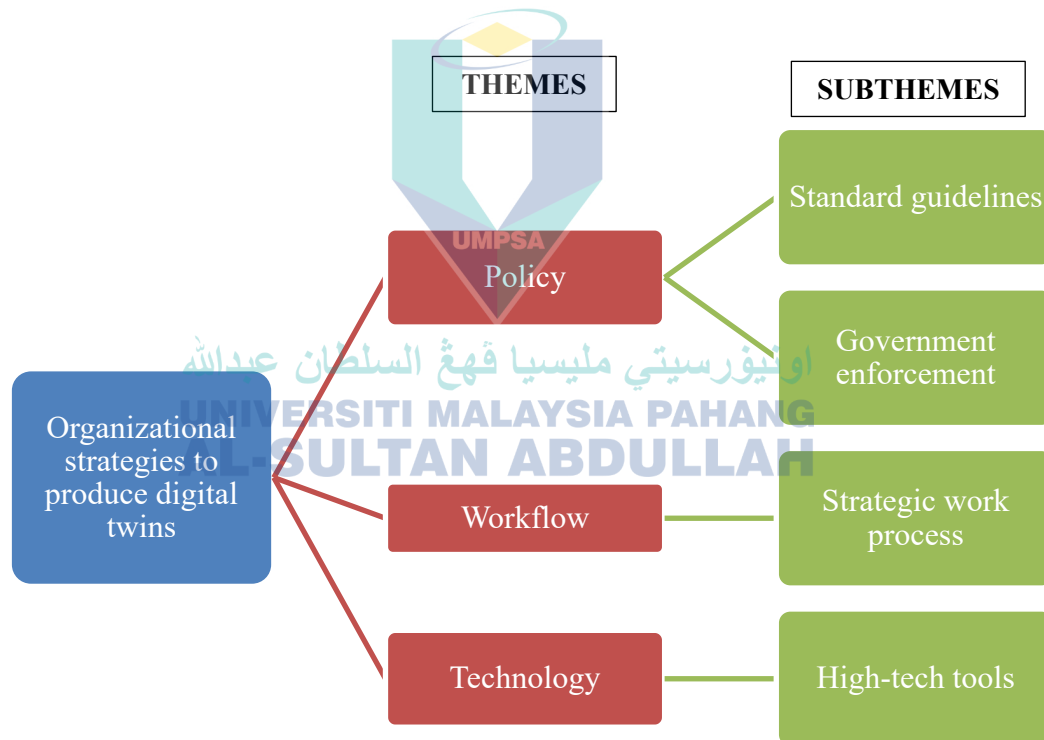 THEMES
SUBTHEMES
Organizational
strategies to
produce digital
twins
Policy
Workflow
Technology
Standard guidelines
Government
enforcement
Strategic work
process
High-tech tools
UMPSA
اونيۏرسيتي مليسيا ڤهڠ السلطان عبدالله
UNIVERSITI MALAYSIA PAHANG
AL-SULTAN ABDULLAH